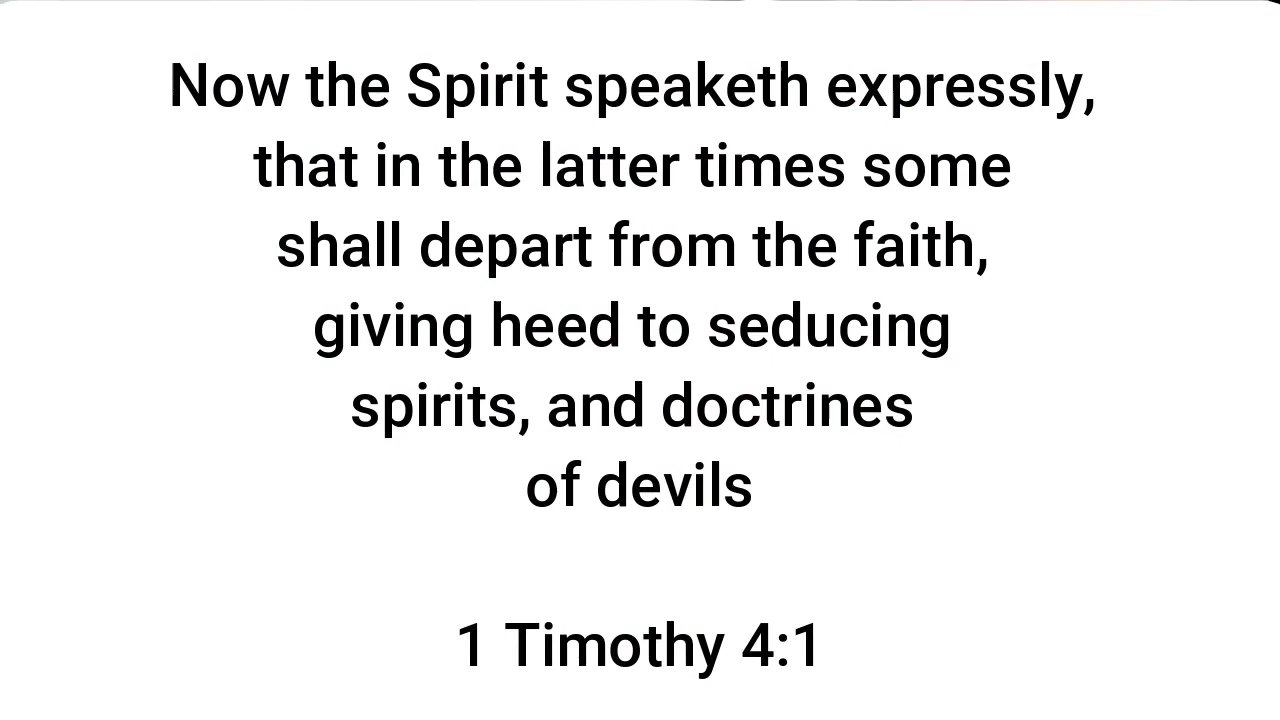 Now the Spirit speaketh expressly,
that in the latter times some
shall depart from the faith,
giving heed to seducing
spirits, and doctrines
of devils
1 Timothy 4:1